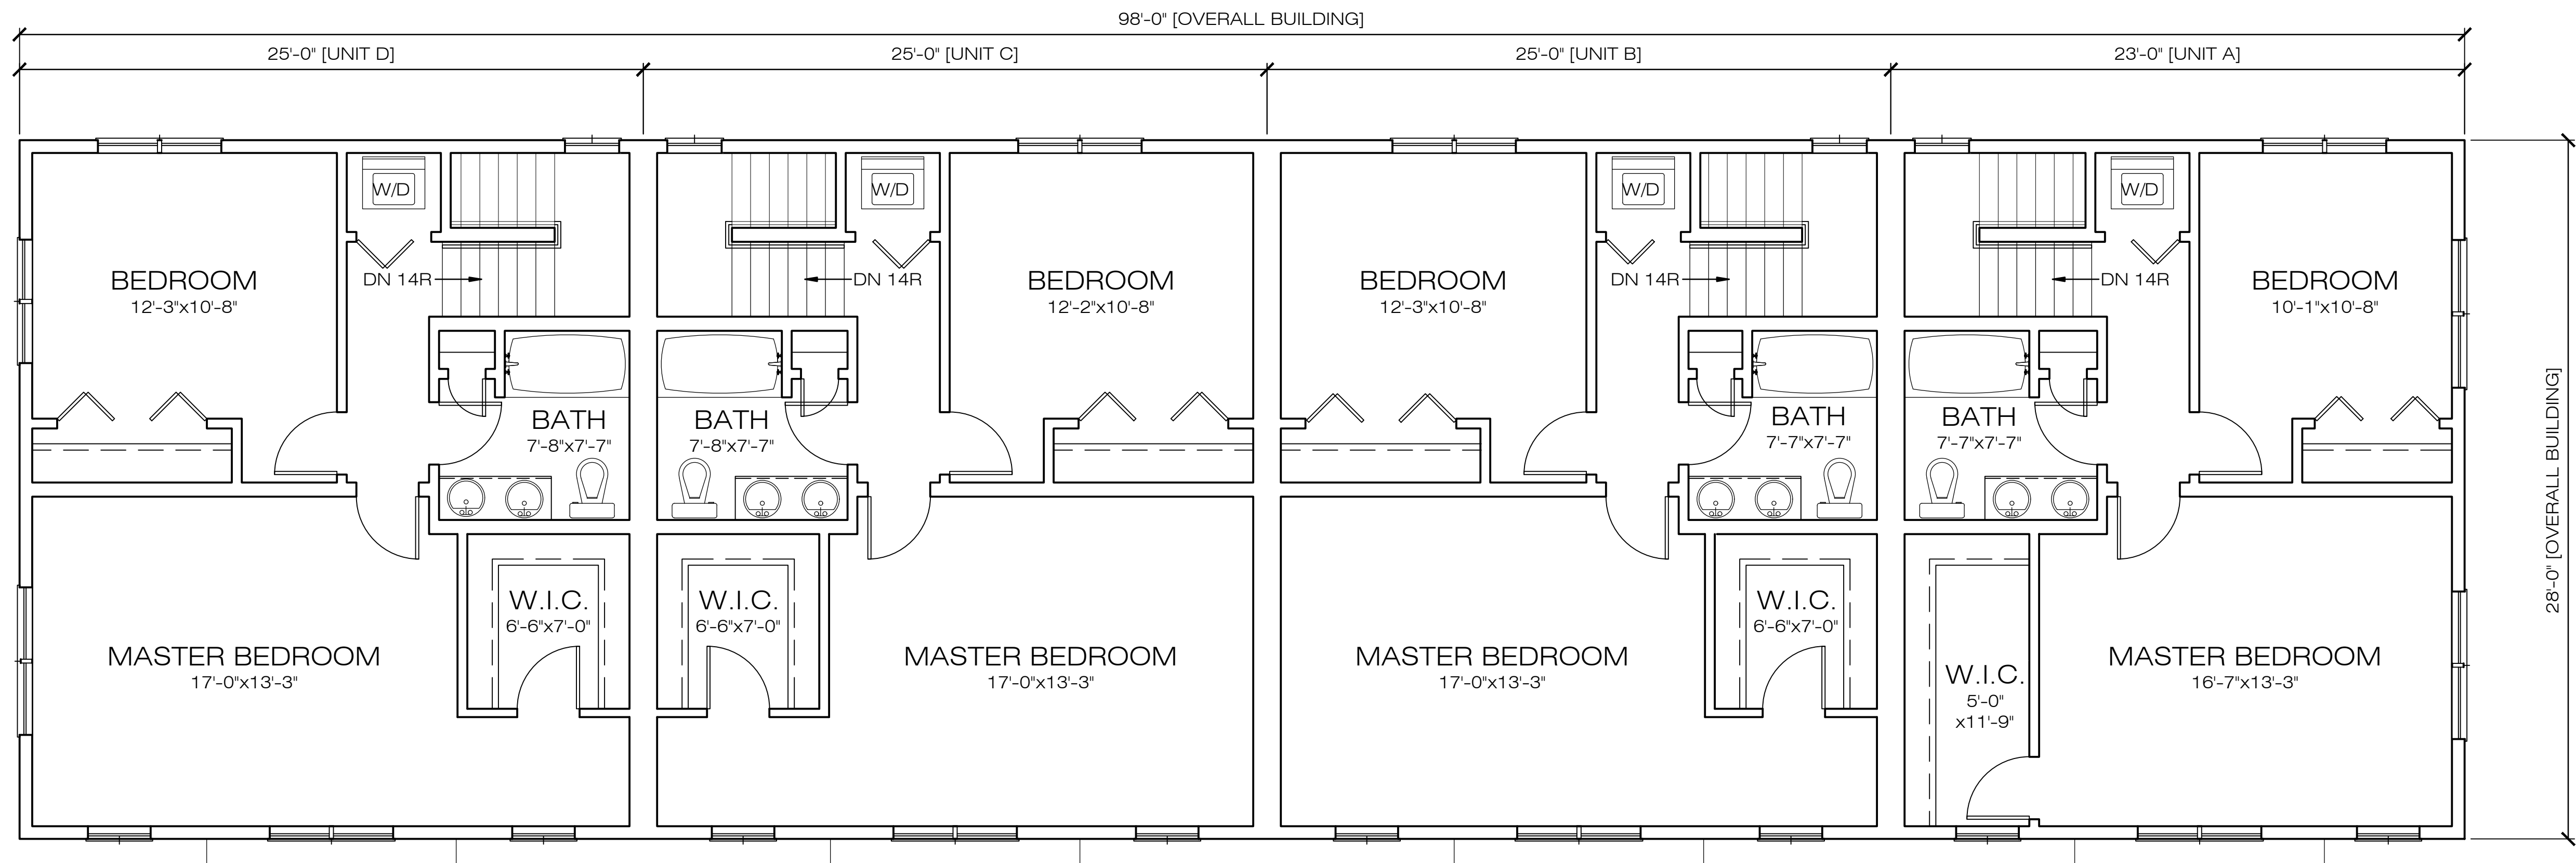 98'-0" [OVERALL BUILDING]
25'-0" [UNIT D]
25'-0" [UNIT C]
25'-0" [UNIT B]
23'-0" [UNIT A]
W/D
W/D
W/D
W/D
BEDROOM
12'-3"x10'-8"
DN 14R
DN 14R
BEDROOM
12'-2"x10'-8"
BEDROOM
12'-3"x10'-8"
DN 14R
DN 14R
BEDROOM
10'-1"x10'-8"
28'-0" [OVERALL BUILDING]
BATH
7'-8"x7'-7"
BATH
7'-8"x7'-7"
BATH
7'-7"x7'-7"
BATH
7'-7"x7'-7"
W.I.C.
6'-6"x7'-0"
W.I.C.
6'-6"x7'-0"
W.I.C.
6'-6"x7'-0"
MASTER BEDROOM
17'-0"x13'-3"
MASTER BEDROOM
17'-0"x13'-3"
MASTER BEDROOM
17'-0"x13'-3"
W.I.C.
5'-0"
x11'-9"
MASTER BEDROOM
16'-7"x13'-3"